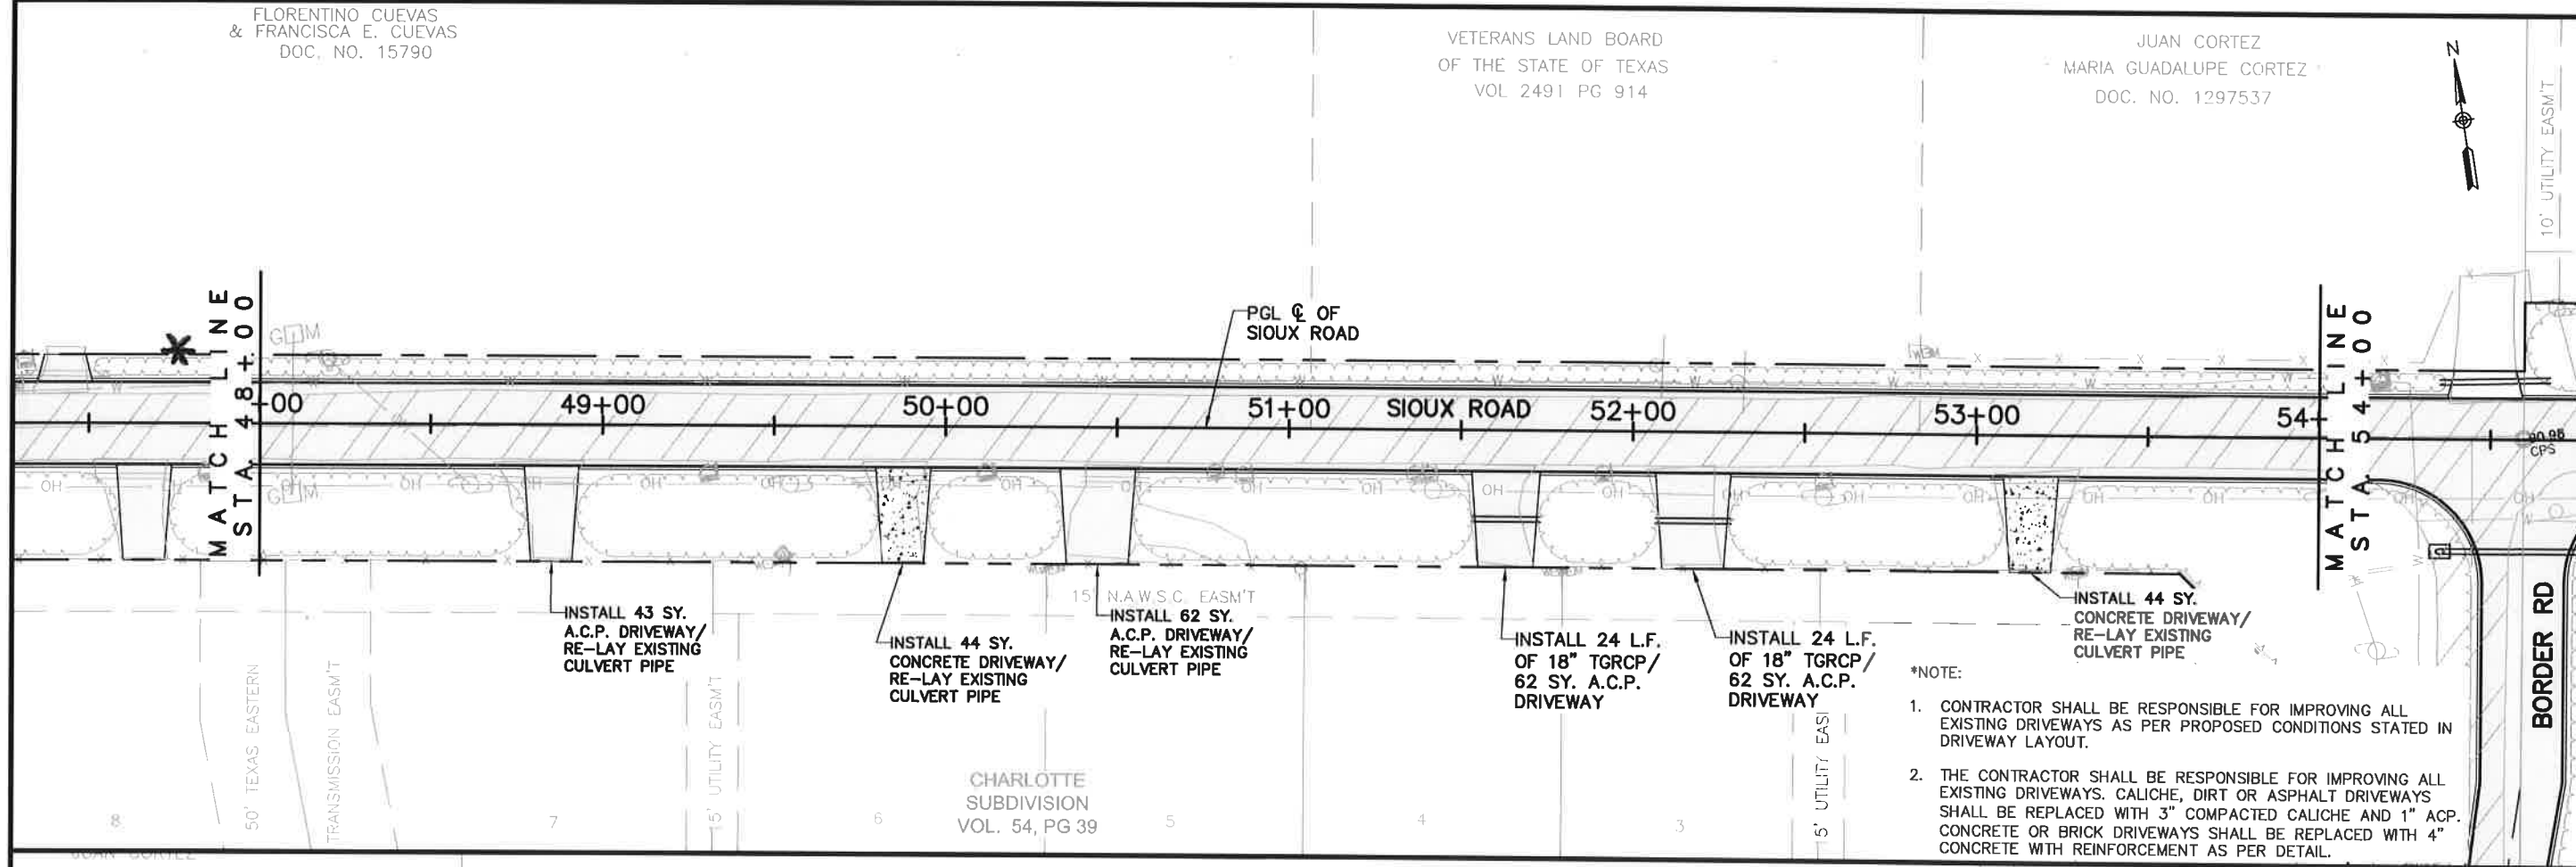 FLORENTINO CUEVAS
& FRANCISCA E. CUEVAS
DOC. NO. 15790
VETERANS LAND BOARD
OF THE STATE OF TEXAS
VOL 2491 PG 914
JUAN CORTEZ
MARIA GUADALUPE CORTEZ
DOC. NO. 1297537
N
10' UTILITY EASM'T
MATCH LINE
STA. 48+00
G M
G M
PGL ℄ OF
SIOUX ROAD
+00
49+00
50+00
51+00
SIOUX ROAD
52+00
53+00
54+
MATCH LINE
STA. 54+00
CPS
BORDER RD
INSTALL 43 SY.
A.C.P. DRIVEWAY/
RE-LAY EXISTING
CULVERT PIPE
INSTALL 44 SY.
CONCRETE DRIVEWAY/
RE-LAY EXISTING
CULVERT PIPE
15' N.A.W.S.C. EASM'T
INSTALL 62 SY.
A.C.P. DRIVEWAY/
RE-LAY EXISTING
CULVERT PIPE
INSTALL 24 L.F.
OF 18" TGRCP/
62 SY. A.C.P.
DRIVEWAY
INSTALL 24 L.F.
OF 18" TGRCP/
62 SY. A.C.P.
DRIVEWAY
INSTALL 44 SY.
CONCRETE DRIVEWAY/
RE-LAY EXISTING
CULVERT PIPE
50' TEXAS EASTERN
TRANSMISSION EASM'T
15' UTILITY EASM'T
15' UTILITY EASI
CHARLOTTE
SUBDIVISION
VOL. 54, PG 39
8
7
6
5
4
3
*NOTE:
1. CONTRACTOR SHALL BE RESPONSIBLE FOR IMPROVING ALL
EXISTING DRIVEWAYS AS PER PROPOSED CONDITIONS STATED IN
DRIVEWAY LAYOUT.
2. THE CONTRACTOR SHALL BE RESPONSIBLE FOR IMPROVING ALL
EXISTING DRIVEWAYS. CALICHE, DIRT OR ASPHALT DRIVEWAYS
SHALL BE REPLACED WITH 3" COMPACTED CALICHE AND 1" ACP.
CONCRETE OR BRICK DRIVEWAYS SHALL BE REPLACED WITH 4"
CONCRETE WITH REINFORCEMENT AS PER DETAIL.